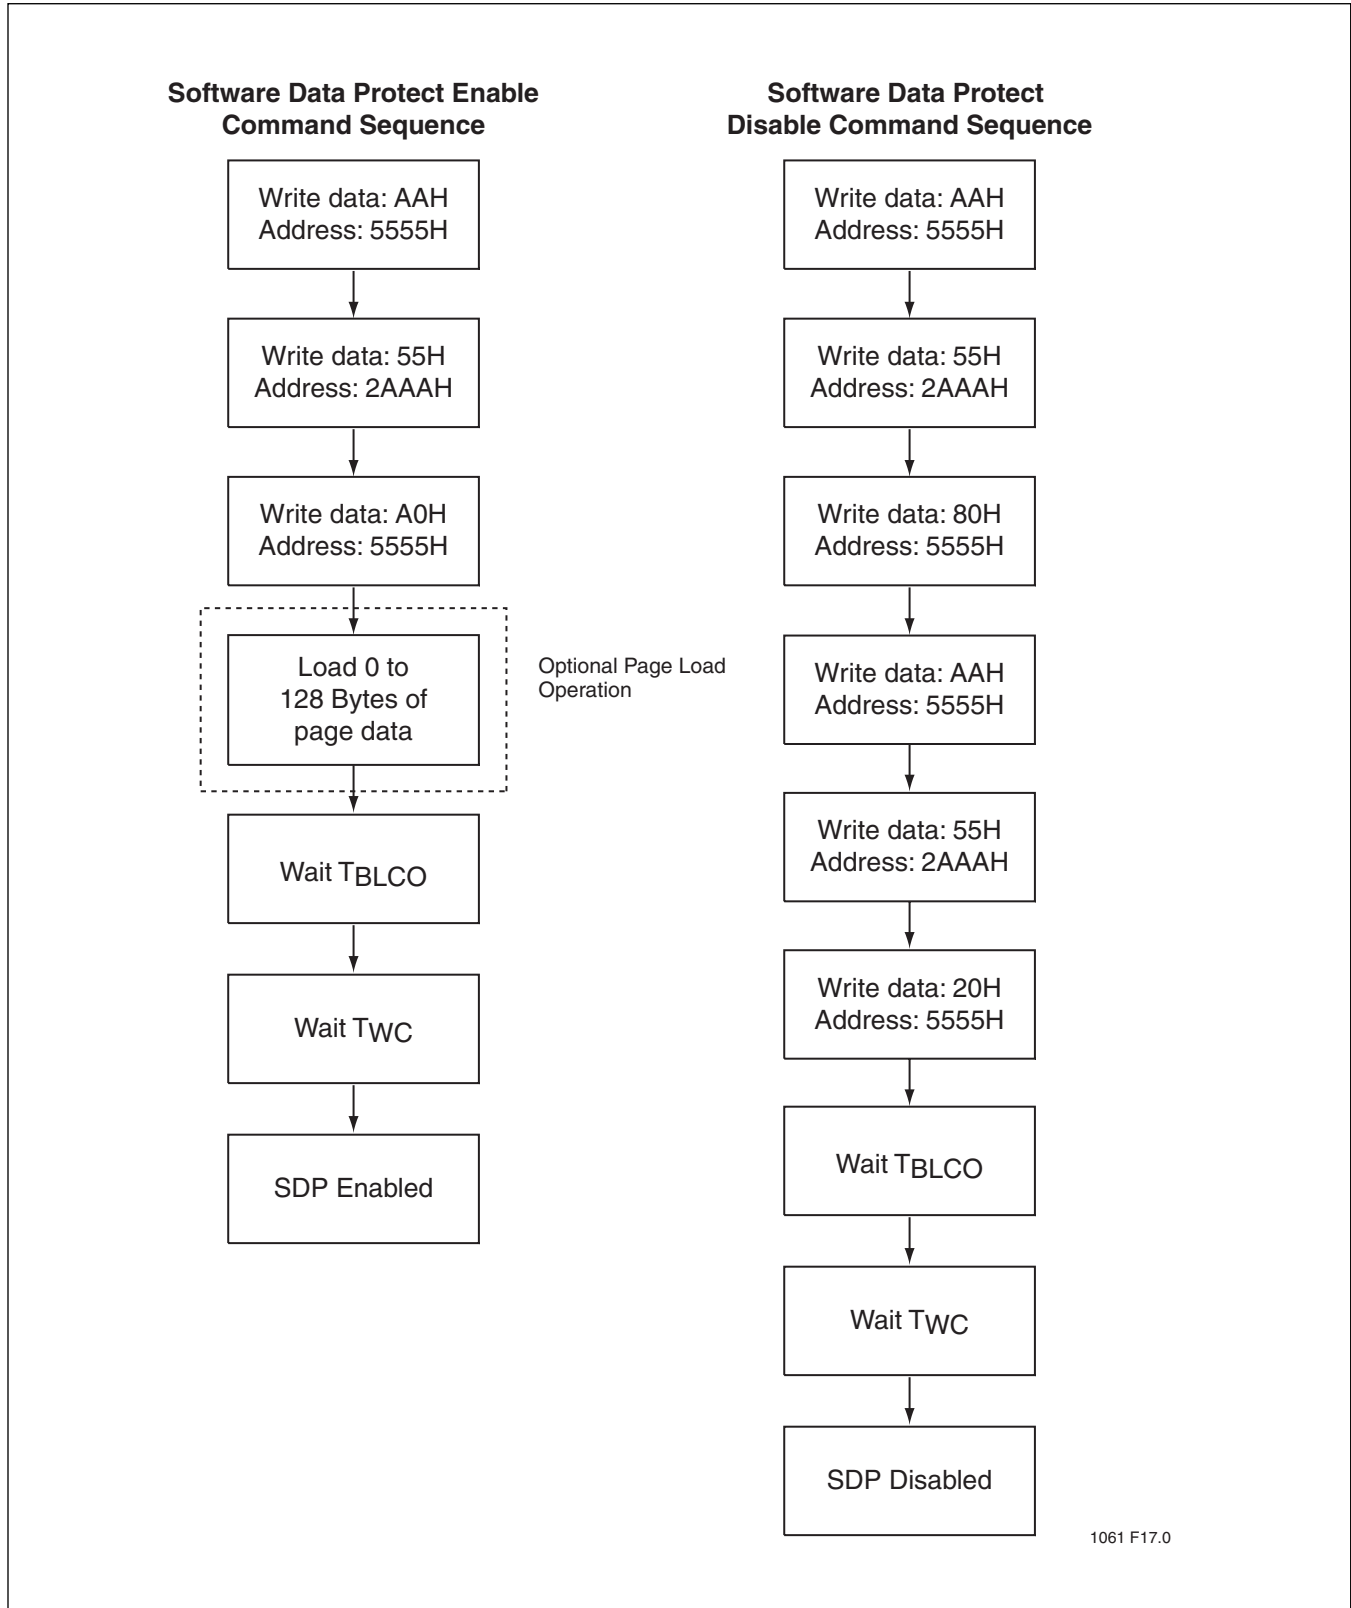 Software Data Protect Enable
Command Sequence
Write data: AAH
Address: 5555H
Write data: 55H
Address: 2AAAH
Write data: A0H
Address: 5555H
Load 0 to
128 Bytes of
page data
Optional Page Load
Operation
Wait TBLCO
Wait TWC
SDP Enabled
Software Data Protect
Disable Command Sequence
Write data: AAH
Address: 5555H
Write data: 55H
Address: 2AAAH
Write data: 80H
Address: 5555H
Write data: AAH
Address: 5555H
Write data: 55H
Address: 2AAAH
Write data: 20H
Address: 5555H
Wait TBLCO
Wait TWC
SDP Disabled
1061 F17.0